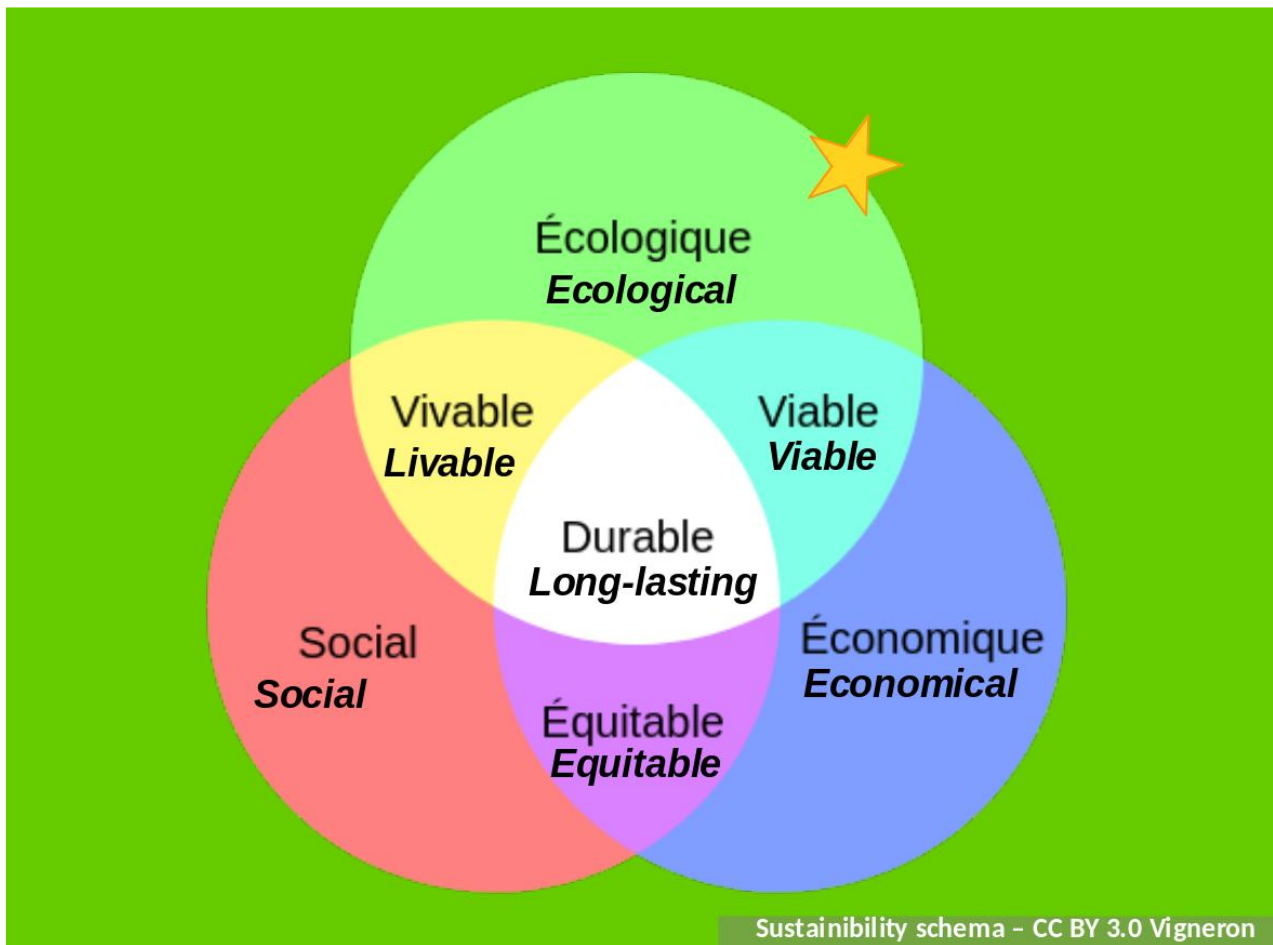 Écologique
Ecological
Vivable
Livable
Viable
Viable
Durable
Long-lasting
Social
Social
Économique
Economical
Équitable
Equitable
Sustainibility schema – CC BY 3.0 Vigneron